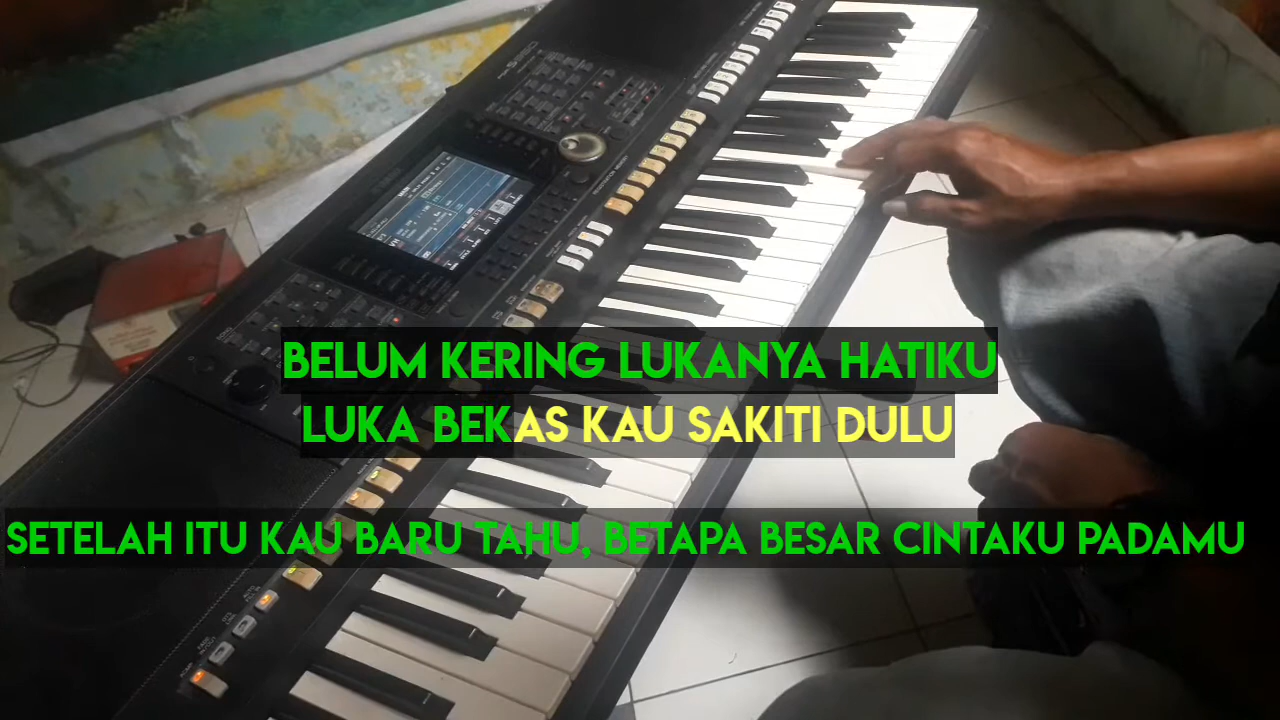 BELUM KERING LUKANYA HATIKU
LUKA BEKAS KAU SAKITI DULU
SETELAH ITU KAU BARU TAHU, BETAPA BESAR CINTAKU PADAMU